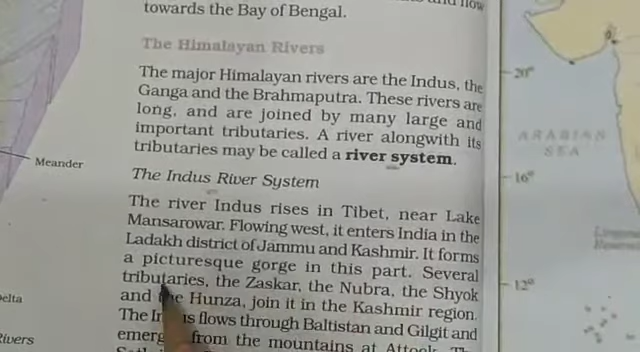 and flow
towards the Bay of Bengal.
The Himalayan Rivers
The major Himalayan rivers are the Indus, the
Ganga and the Brahmaputra. These rivers are
long, and are joined by many large and
important tributaries. A river alongwith its
tributaries may be called a river system.
The Indus River System
The river Indus rises in Tibet, near Lake
Mansarowar. Flowing west, it enters India in the
Ladakh district of Jammu and Kashmir. It forms
a picturesque gorge in this part. Several
tributaries, the Zaskar, the Nubra, the Shyok
and the Hunza, join it in the Kashmir region.
The flows through Baltistan and Gilgit and
from the mountains at Attock.
Meander
elta
Rivers
20°
ARABIAN
SEA
16°
12°